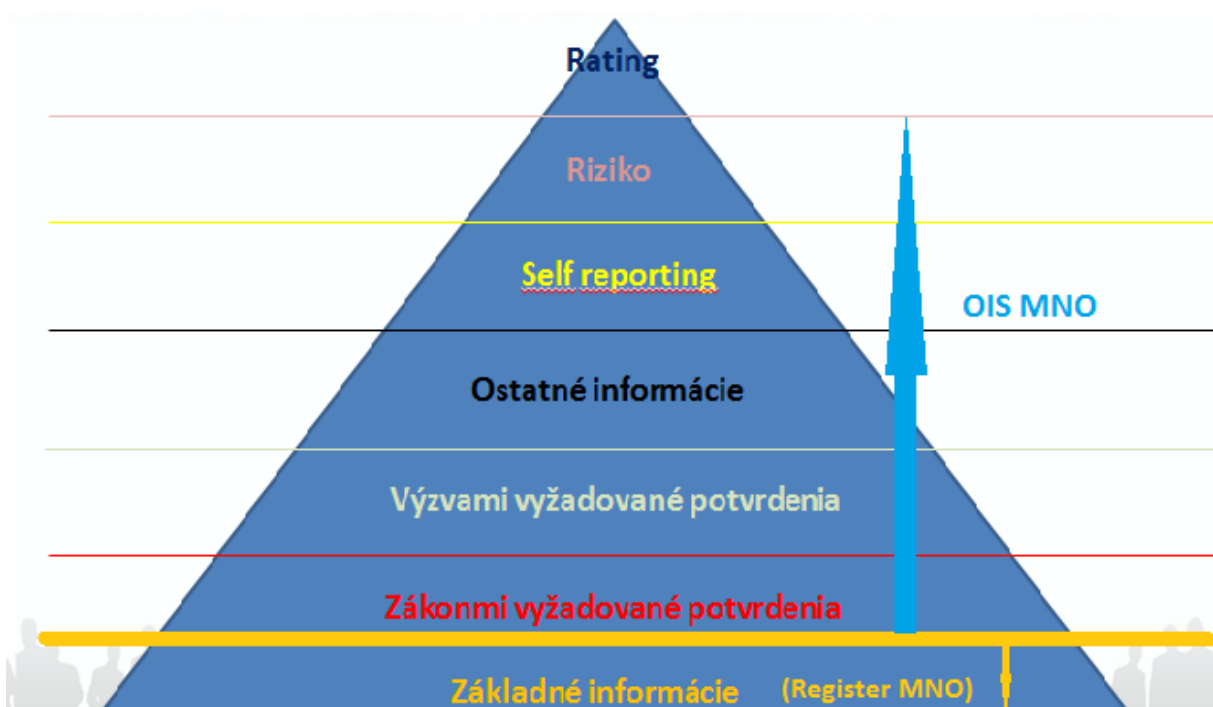 Rating
Riziko
Self reporting
OIS MNO
Ostatné informácie
Výzvami vyžadované potvrdenia
Zákonmi vyžadované potvrdenia
Základné informácie (Register MNO)